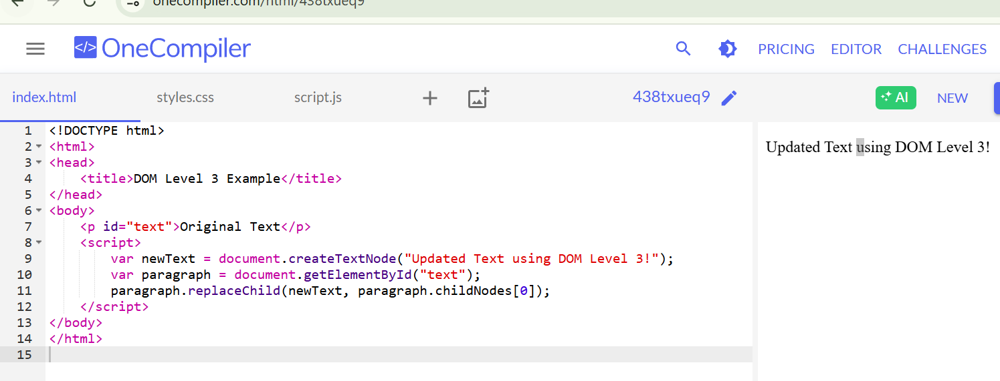 onecompiler.com/html/438txueq9
</> OneCompiler PRICING EDITOR CHALLENGES
index.html styles.css script.js + 438txueq9 AI NEW
1 <!DOCTYPE html>
2 <html>
3 <head>
4 <title>DOM Level 3 Example</title>
5 </head>
6 <body>
7 <p id="text">Original Text</p>
8 <script>
9 var newText = document.createTextNode("Updated Text using DOM Level 3!");
10 var paragraph = document.getElementById("text");
11 paragraph.replaceChild(newText, paragraph.childNodes[0]);
12 </script>
13 </body>
14 </html>
15
Updated Text using DOM Level 3!